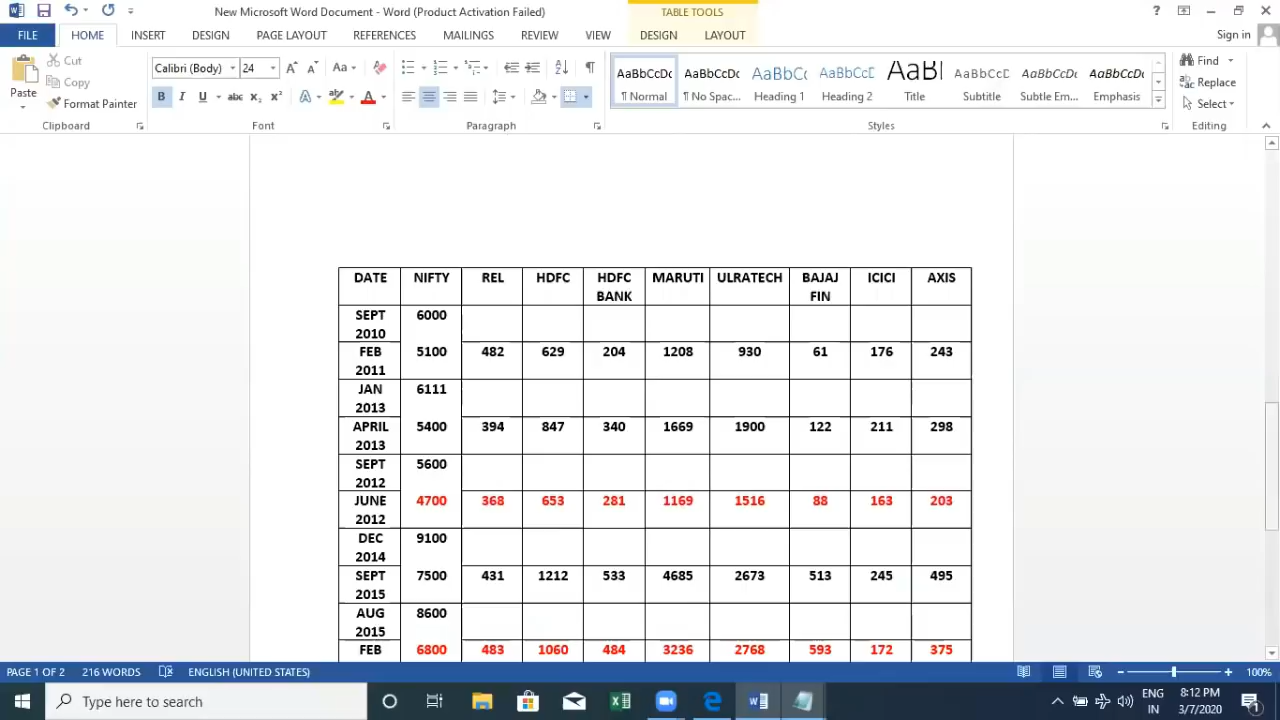 New Microsoft Word Document - Word (Product Activation Failed)
TABLE TOOLS
?
FILE HOME INSERT DESIGN PAGE LAYOUT REFERENCES MAILINGS REVIEW VIEW DESIGN LAYOUT Sign in
Paste
Cut
Copy
Format Painter
Clipboard
Calibri (Body) 24
Font
Paragraph
AaBbCcDc AaBbCcDc AaBbCc AaBbCcD AaBl AaBbCcD AaBbCcDc AaBbCcDc
¶ Normal ¶ No Spac... Heading 1 Heading 2 Title Subtitle Subtle Em... Emphasis
Styles
Find
Replace
Select
Editing
DATE NIFTY REL HDFC HDFC BANK MARUTI ULRATECH BAJAJ FIN ICICI AXIS
SEPT 2010 6000
FEB 2011 5100 482 629 204 1208 930 61 176 243
JAN 2013 6111
APRIL 2013 5400 394 847 340 1669 1900 122 211 298
SEPT 2012 5600
JUNE 2012 4700 368 653 281 1169 1516 88 163 203
DEC 2014 9100
SEPT 2015 7500 431 1212 533 4685 2673 513 245 495
AUG 2015 8600
FEB 6800 483 1060 484 3236 2768 593 172 375
PAGE 1 OF 2 216 WORDS ENGLISH (UNITED STATES) 100%
Type here to search
ENG
IN
8:12 PM
3/7/2020